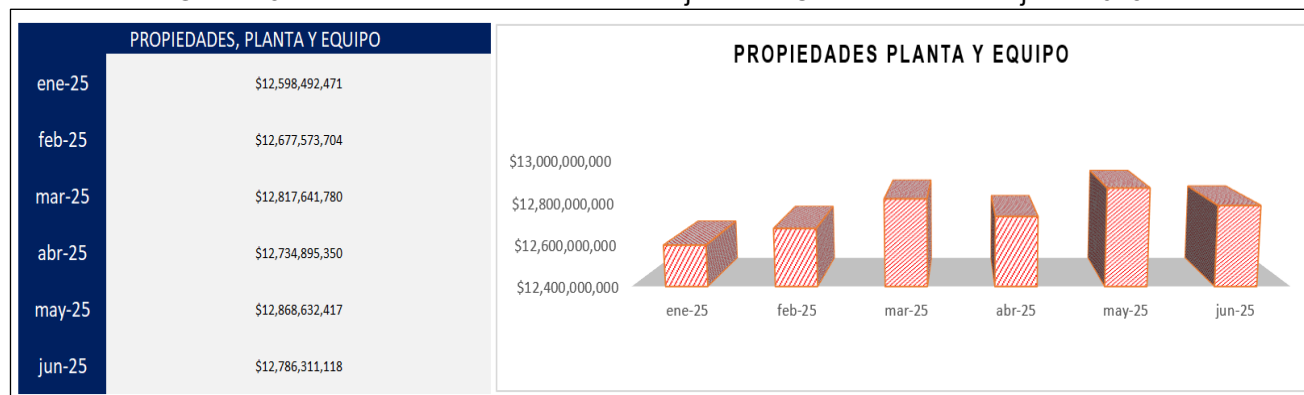 PROPIEDADES, PLANTA Y EQUIPO
ene-25 $12,598,492,471
feb-25 $12,677,573,704
mar-25 $12,817,641,780
abr-25 $12,734,895,350
may-25 $12,868,632,417
jun-25 $12,786,311,118
PROPIEDADES PLANTA Y EQUIPO
$13,000,000,000
$12,800,000,000
$12,600,000,000
$12,400,000,000
ene-25 feb-25 mar-25 abr-25 may-25 jun-25